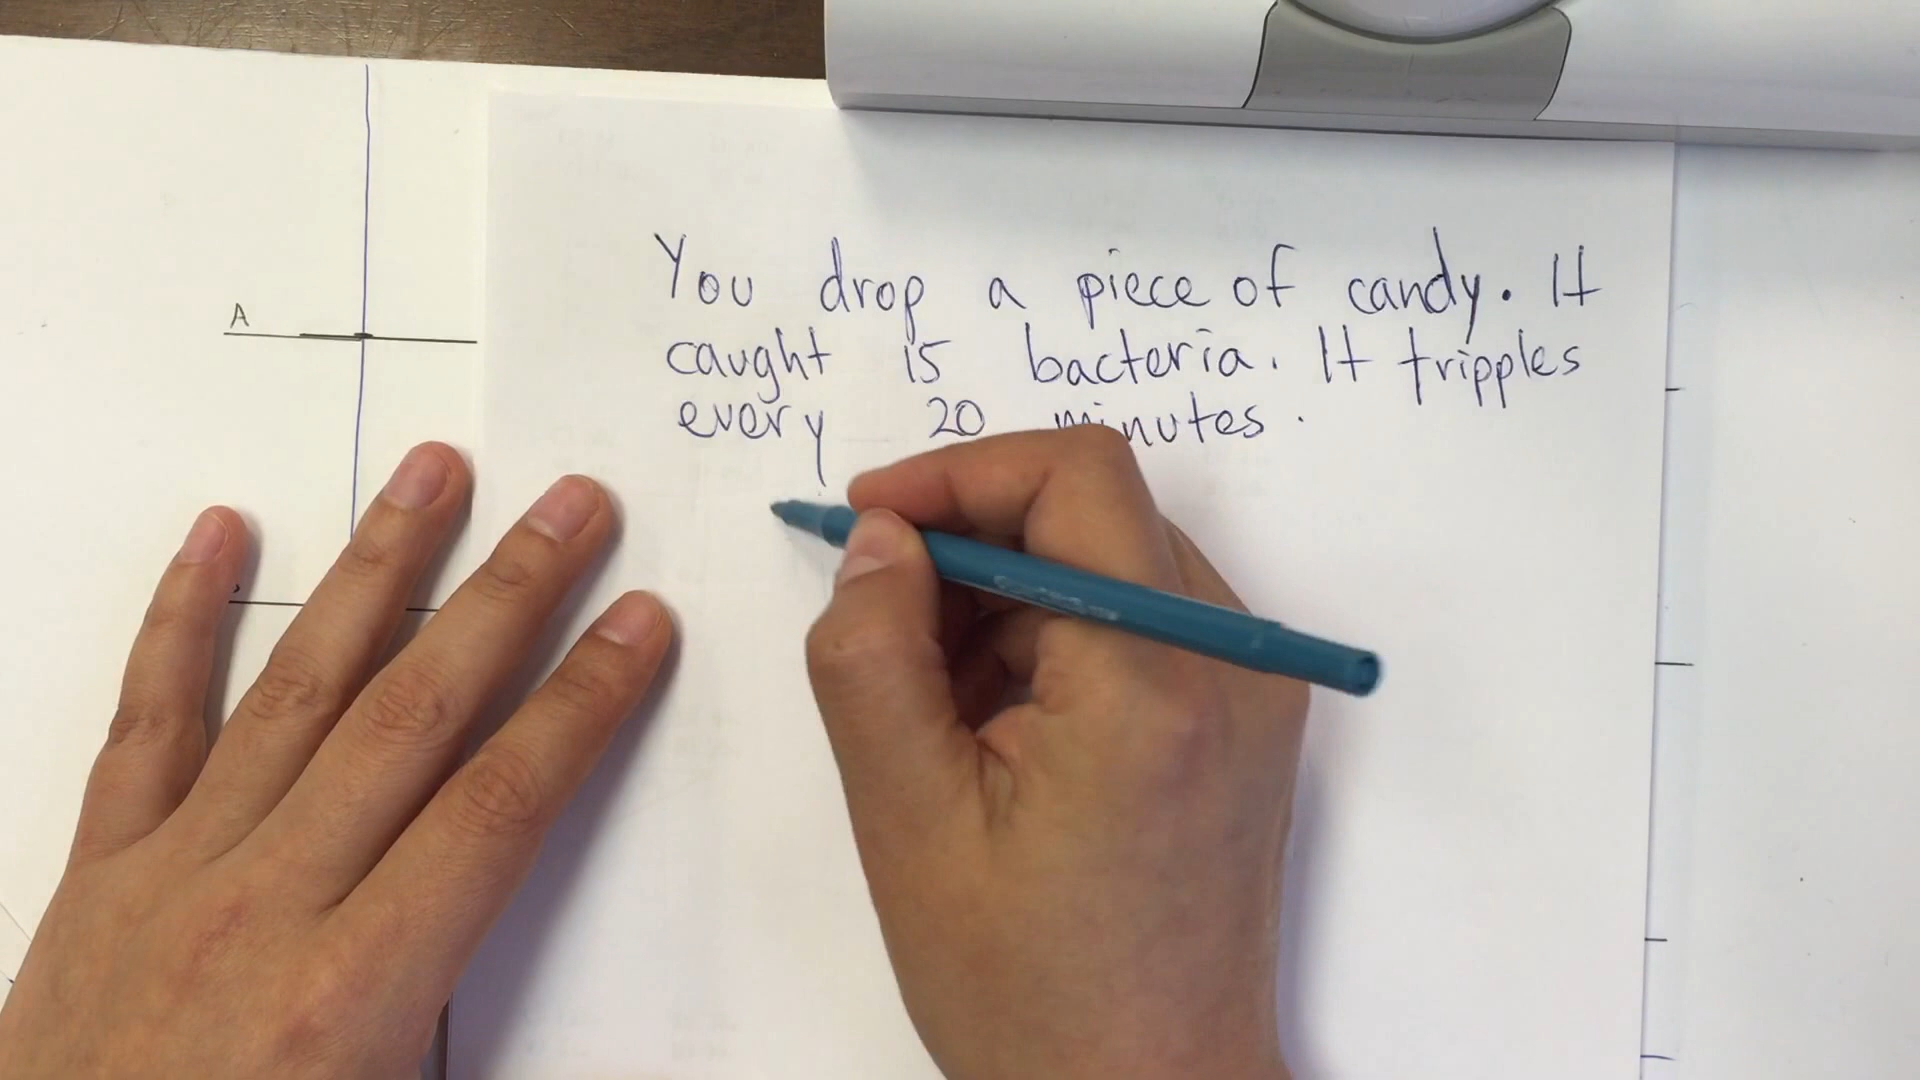 A
You drop a piece of candy. It
caught 15 bacteria. It tripples
every 20 minutes.